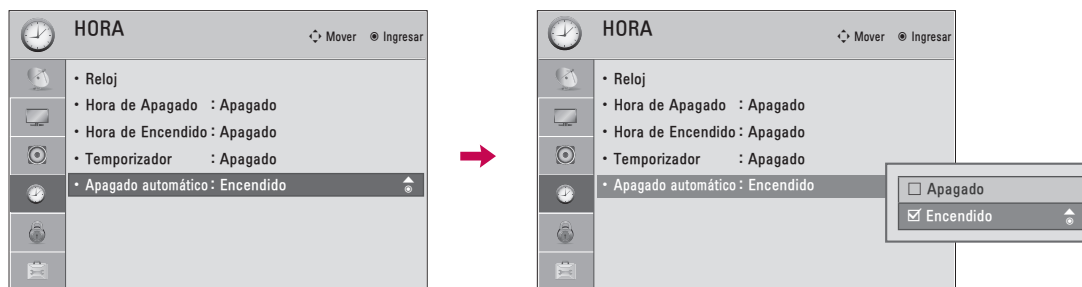 HORA
Mover Ingresar
• Reloj
• Hora de Apagado : Apagado
• Hora de Encendido : Apagado
• Temporizador : Apagado
• Apagado automático : Encendido
HORA
Mover Ingresar
• Reloj
• Hora de Apagado : Apagado
• Hora de Encendido : Apagado
• Temporizador : Apagado
• Apagado automático : Encendido
☐ Apagado
☑ Encendido